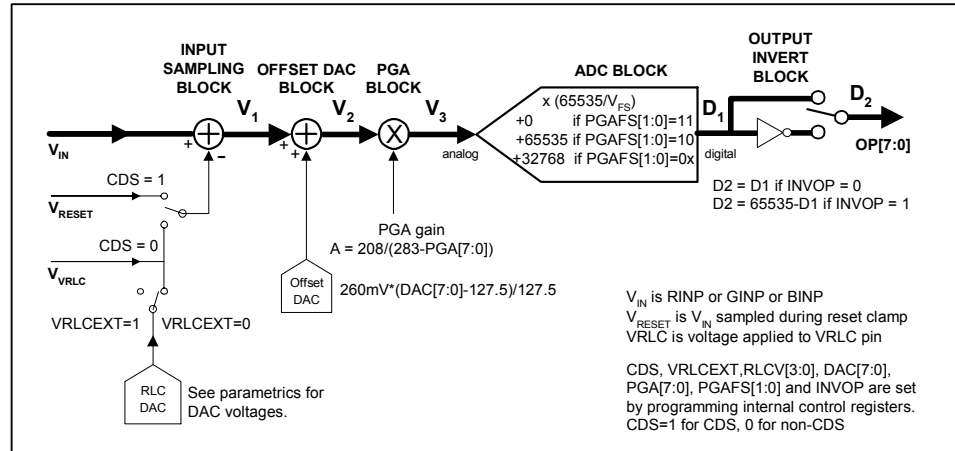 INPUT
SAMPLING
BLOCK
OFFSET DAC
BLOCK
PGA
BLOCK
ADC BLOCK
OUTPUT
INVERT
BLOCK
V1
V2
V3
x (65535/VFS)
+0 if PGAFS[1:0]=11
+65535 if PGAFS[1:0]=10
+32768 if PGAFS[1:0]=0x
D1
D2
VIN
+
+
–
+
+
+
X
analog
digital
OP[7:0]
CDS = 1
VRESET
CDS = 0
VVRLC
VRLCEXT=1
VRLCEXT=0
RLC
DAC
See parametrics for
DAC voltages.
PGA gain
A = 208/(283-PGA[7:0])
Offset
DAC
260mV*(DAC[7:0]-127.5)/127.5
D2 = D1 if INVOP = 0
D2 = 65535-D1 if INVOP = 1
VIN is RINP or GINP or BINP
VRESET is VIN sampled during reset clamp
VRLC is voltage applied to VRLC pin
CDS, VRLCEXT,RLCV[3:0], DAC[7:0],
PGA[7:0], PGAFS[1:0] and INVOP are set
by programming internal control registers.
CDS=1 for CDS, 0 for non-CDS